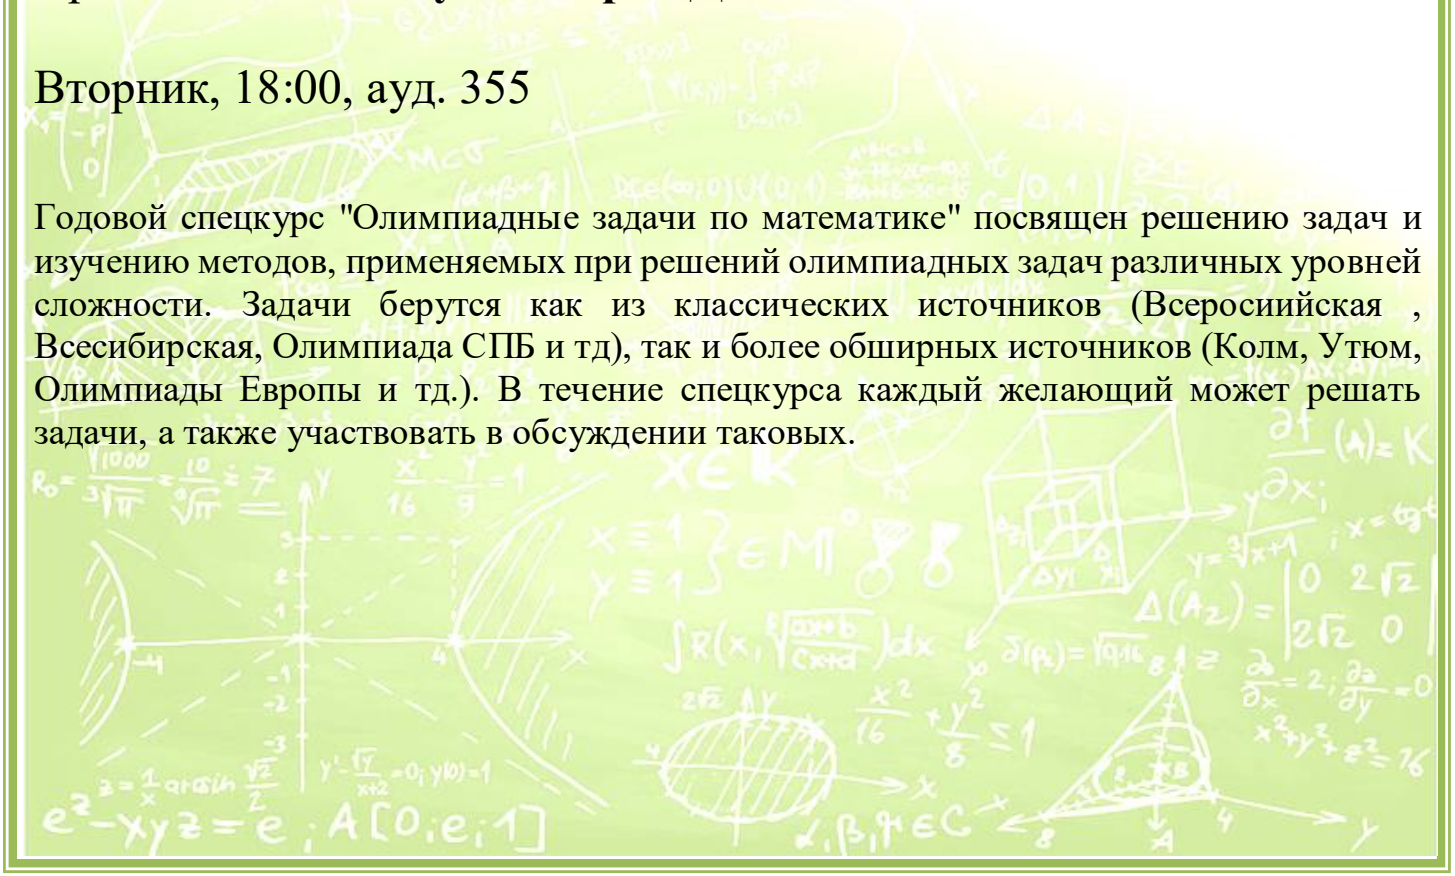 Вторник, 18:00, ауд. 355
Годовой спецкурс "Олимпиадные задачи по математике" посвящен решению задач и
изучению методов, применяемых при решений олимпиадных задач различных уровней
сложности. Задачи берутся как из классических источников (Всеросиийская ,
Всесибирская, Олимпиада СПБ и тд), так и более обширных источников (Колм, Утюм,
Олимпиады Европы и тд.). В течение спецкурса каждый желающий может решать
задачи, а также участвовать в обсуждении таковых.